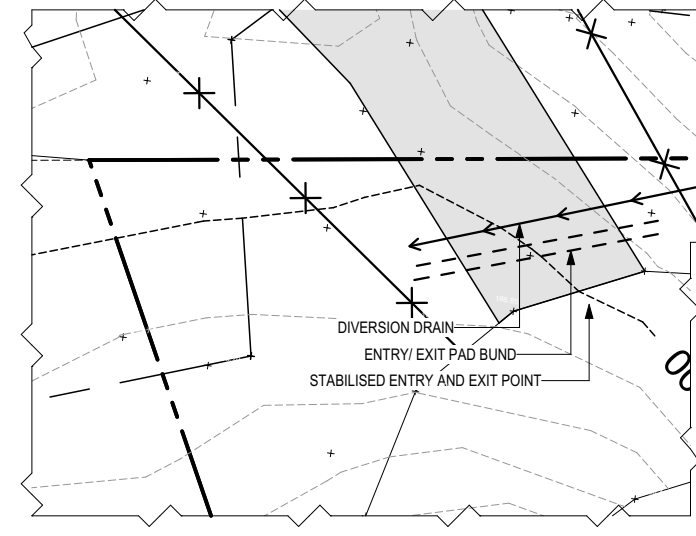 DIVERSION DRAIN
ENTRY/ EXIT PAD BUND
STABILISED ENTRY AND EXIT POINT